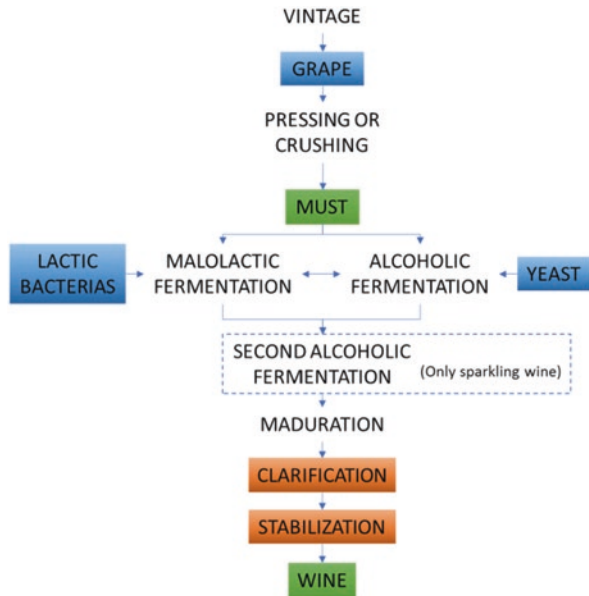 VINTAGE
GRAPE
PRESSING OR
CRUSHING
MUST
LACTIC
BACTERIAS
MALOLACTIC
FERMENTATION
ALCOHOLIC
FERMENTATION
YEAST
SECOND ALCOHOLIC
FERMENTATION
(Only sparkling wine)
MADURATION
CLARIFICATION
STABILIZATION
WINE